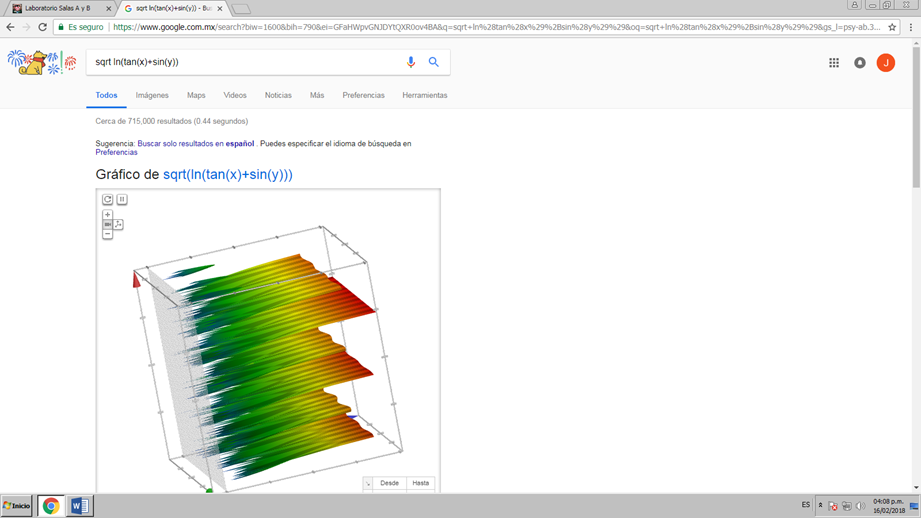 Laboratorio Salas A y B
sqrt ln(tan(x)+sin(y)) - Bu
Es seguro
https://www.google.com.mx/search?biw=1600&bih=790&ei=GFaHWpvGNJDYtQXR0ov4BA&q=sqrt+ln%28tan%28x%29%2Bsin%28y%29%29&oq=sqrt+ln%28tan%28x%29%2Bsin%28y%29%29&gs_l=psy-ab.3...
sqrt ln(tan(x)+sin(y))
J
Todos Imágenes Maps Videos Noticias Más Preferencias Herramientas
Cerca de 715,000 resultados (0.44 segundos)
Sugerencia: Buscar solo resultados en español . Puedes especificar el idioma de búsqueda en
Preferencias
Gráfico de sqrt(ln(tan(x)+sin(y)))
Desde Hasta
Inicio
ES
04:08 p.m.
16/02/2018